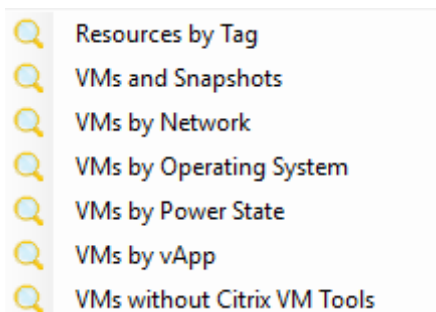 Resources by Tag
VMs and Snapshots
VMs by Network
VMs by Operating System
VMs by Power State
VMs by vApp
VMs without Citrix VM Tools